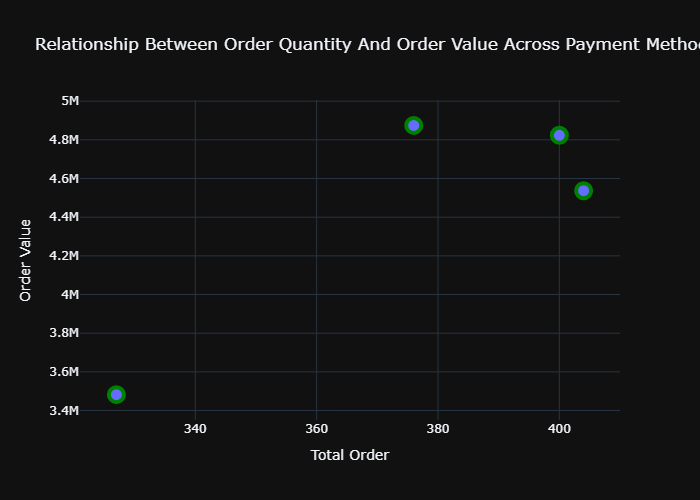 Relationship Between Order Quantity And Order Value Across Payment
5M
4.8M
4.6M
4.4M
4.2M
4M
3.8M
3.6M
3.4M
Order Value
340 360 380 400
Total Order